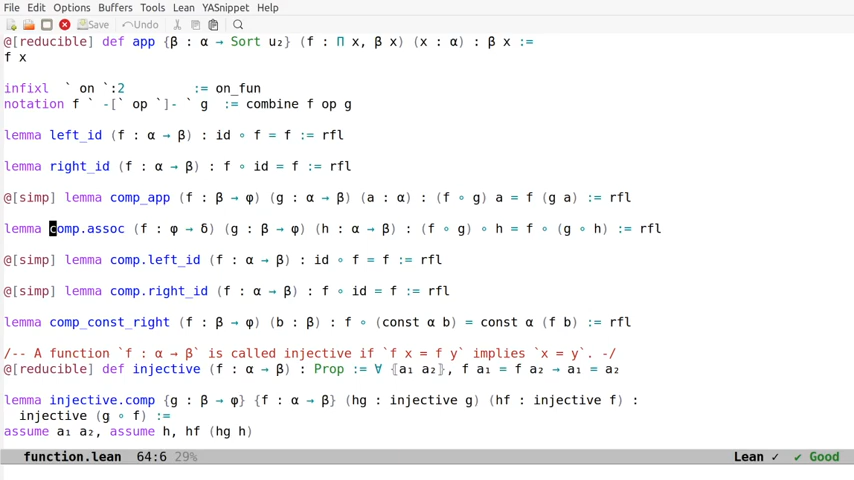 File Edit Options Buffers Tools Lean YASnippet Help
Save Undo
@[reducible] def app {β : α → Sort u₂} (f : Π x, β x) (x : α) : β x :=
f x
infixl ` on `:2 := on_fun
notation f ` -[` op `]- ` g := combine f op g
lemma left_id (f : α → β) : id ∘ f = f := rfl
lemma right_id (f : α → β) : f ∘ id = f := rfl
@[simp] lemma comp_app (f : β → φ) (g : α → β) (a : α) : (f ∘ g) a = f (g a) := rfl
lemma comp.assoc (f : φ → δ) (g : β → φ) (h : α → β) : (f ∘ g) ∘ h = f ∘ (g ∘ h) := rfl
@[simp] lemma comp.left_id (f : α → β) : id ∘ f = f := rfl
@[simp] lemma comp.right_id (f : α → β) : f ∘ id = f := rfl
lemma comp_const_right (f : β → φ) (b : β) : f ∘ (const α b) = const α (f b) := rfl
/-- A function `f : α → β` is called injective if `f x = f y` implies `x = y`. -/
@[reducible] def injective (f : α → β) : Prop := ∀ ⦃a₁ a₂⦄, f a₁ = f a₂ → a₁ = a₂
lemma injective.comp {g : β → φ} {f : α → β} (hg : injective g) (hf : injective f) :
injective (g ∘ f) :=
assume a₁ a₂, assume h, hf (hg h)
function.lean 64:6 29% Lean ✓ ✔ Good